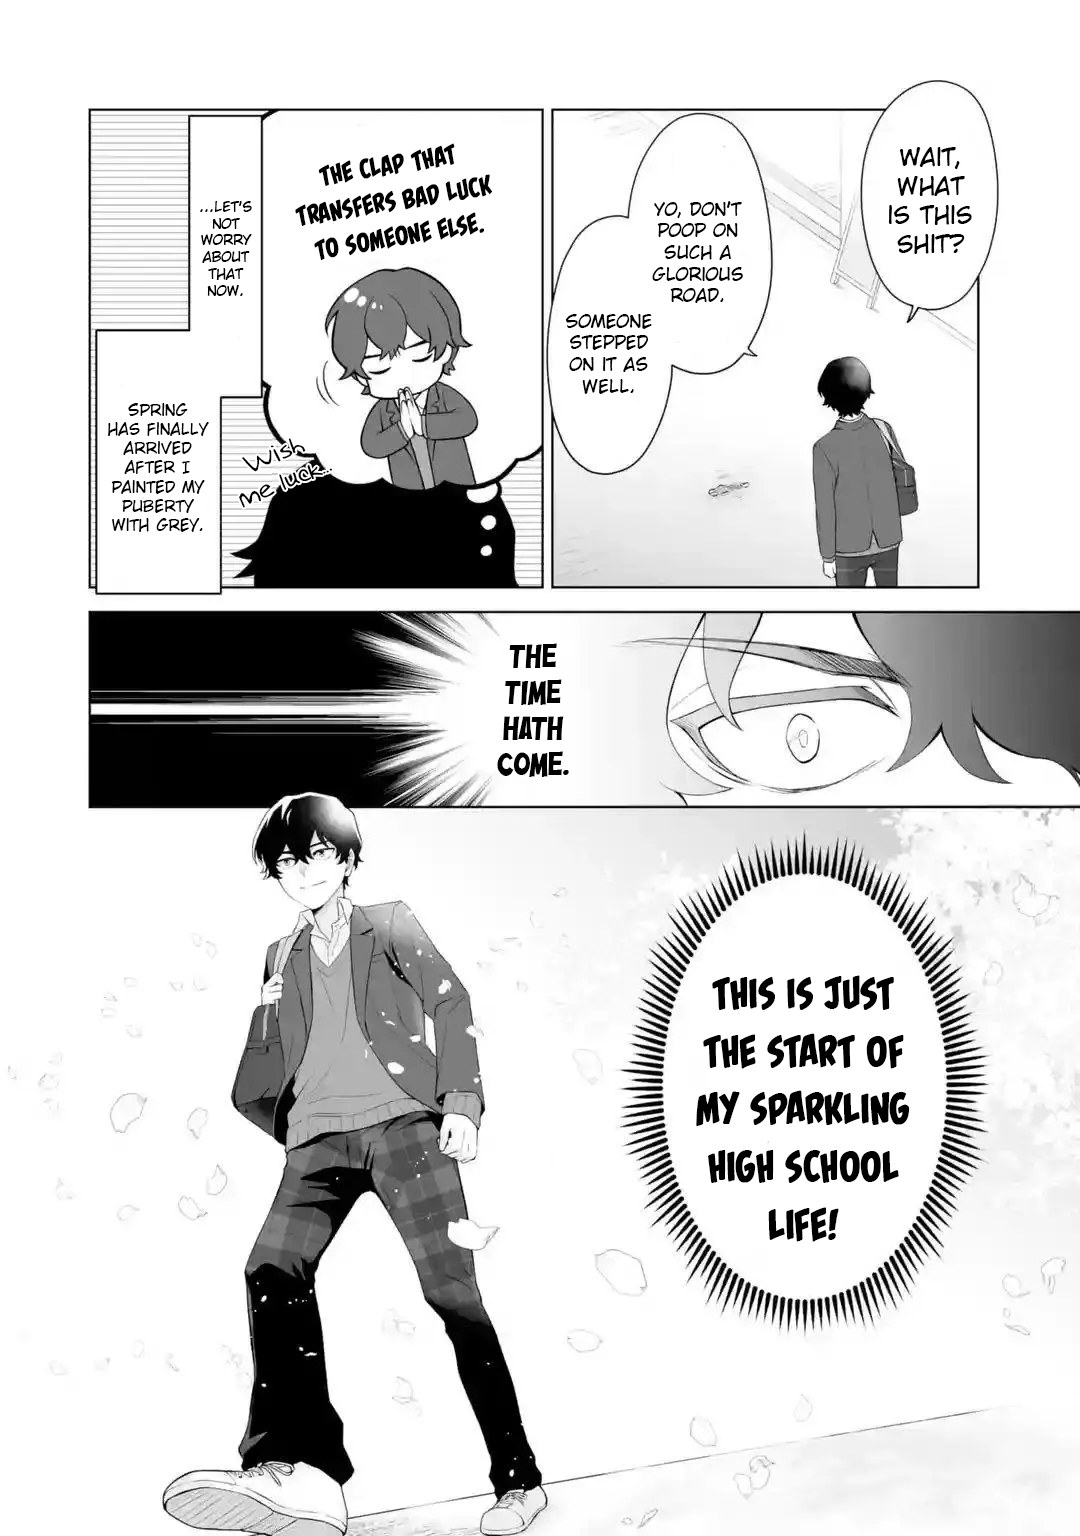 WAIT,
WHAT
IS THIS
SHIT?
YO, DON'T
POOP ON
SUCH A
GLORIOUS
ROAD.
SOMEONE
STEPPED
ON IT AS
WELL.
THE CLAP THAT
TRANSFERS BAD LUCK
TO SOMEONE ELSE.
Wish
me luck...
...LET'S
NOT
WORRY
ABOUT
THAT
NOW.
SPRING
HAS FINALLY
ARRIVED
AFTER I
PAINTED MY
PUBERTY
WITH GREY.
THE
TIME
HATH
COME.
THIS IS JUST
THE START OF
MY SPARKLING
HIGH SCHOOL
LIFE!